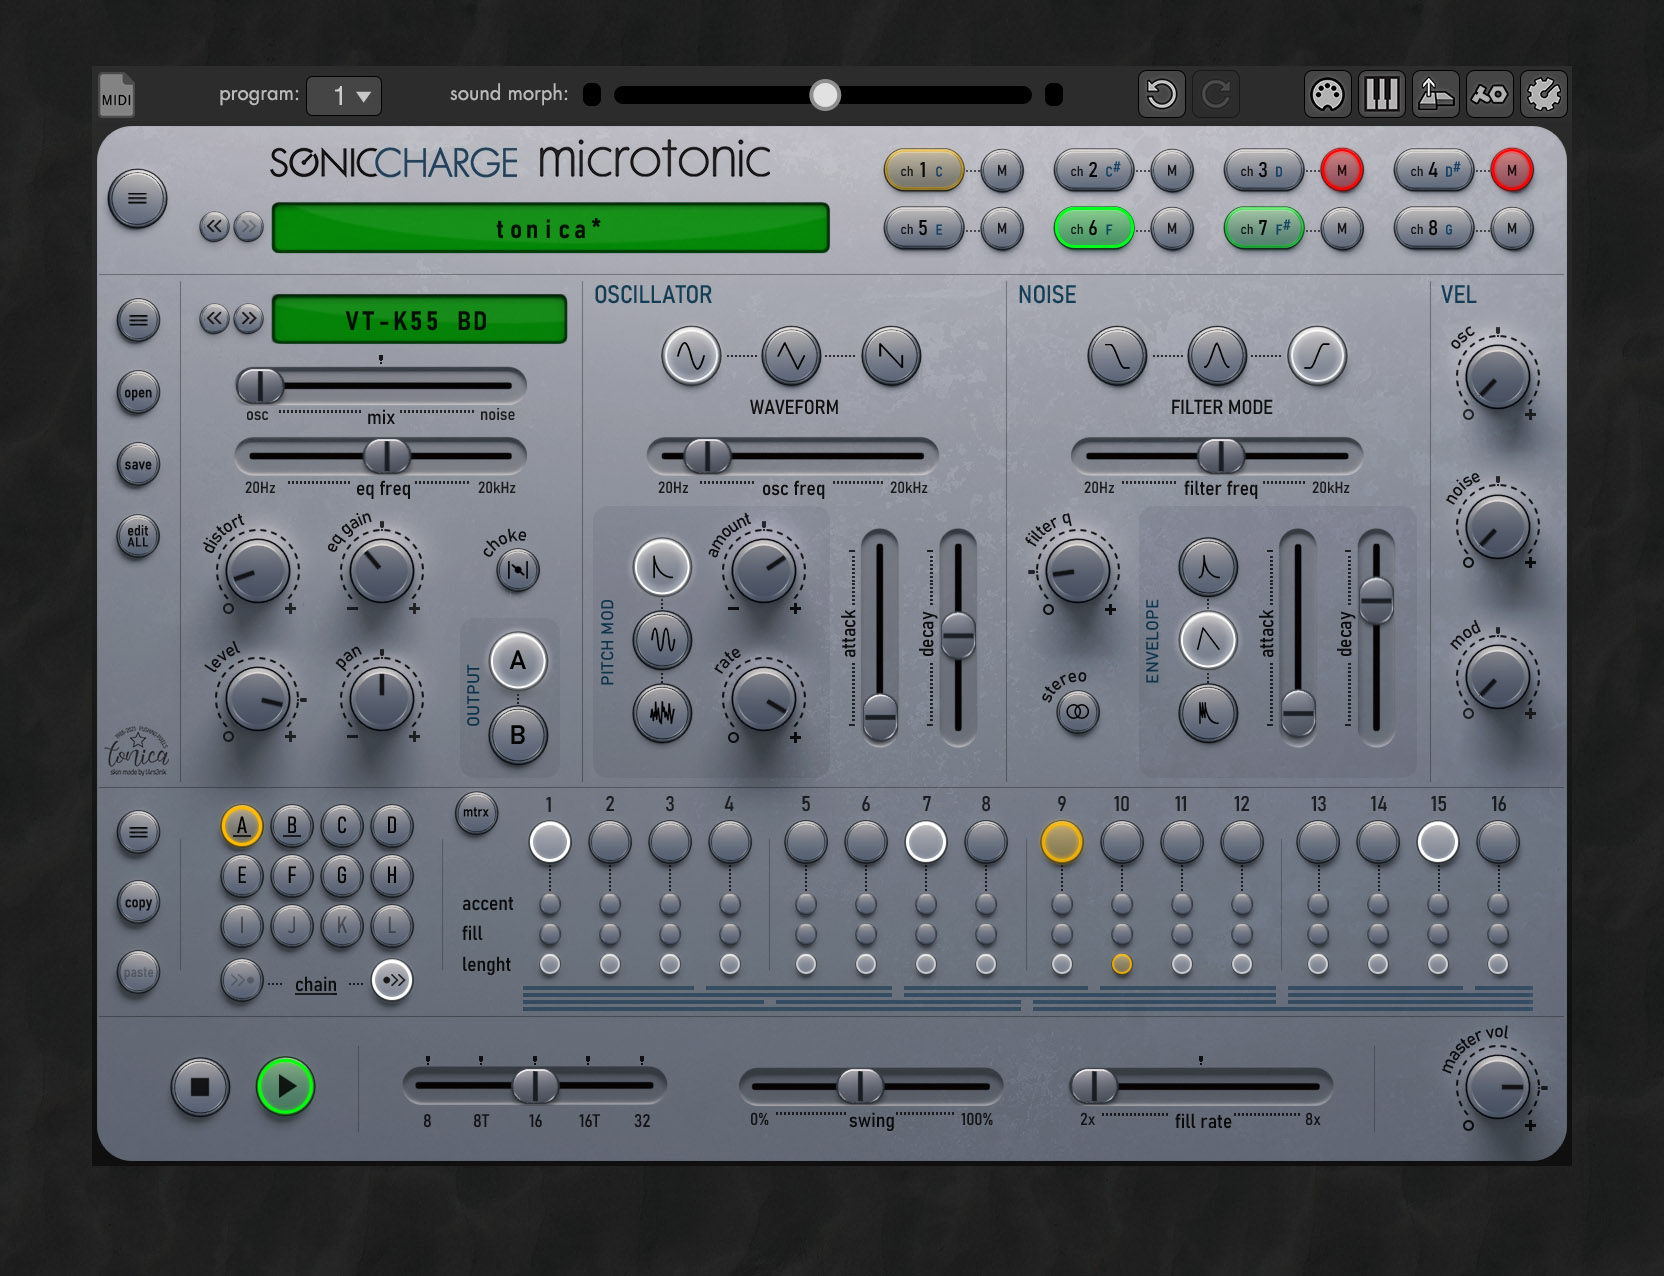 MIDI
program: 1
sound morph:
SONICCHARGE microtonic
tonica*
ch 1 C M ch 2 C# M ch 3 D M ch 4 D# M
ch 5 E M ch 6 F M ch 7 F# M ch 8 G M
VT-K55 BD
osc mix noise
20Hz eq freq 20kHz
distort
eq gain
choke
level
pan
OUTPUT
A
B
open
save
edit
ALL
OSCILLATOR
WAVEFORM
20Hz osc freq 20kHz
PITCH MOD
amount
rate
attack
decay
NOISE
FILTER MODE
20Hz filter freq 20kHz
filter q
stereo
ENVELOPE
attack
decay
VEL
osc
noise
mod
tonica
skin made by
A B C D
E F G H
I J K L
chain
copy
paste
mtrx
1 2 3 4 5 6 7 8 9 10 11 12 13 14 15 16
accent
fill
lenght
8 8T 16 16T 32
0% swing 100%
2x fill rate 8x
master vol